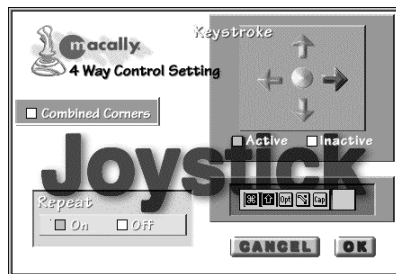 macally.
Keystroke
4 Way Control Setting
Combined Corners
Active Inactive
Joystick
Repeat
On Off
⌘ ⇧ Opt Cap
CANCEL OK